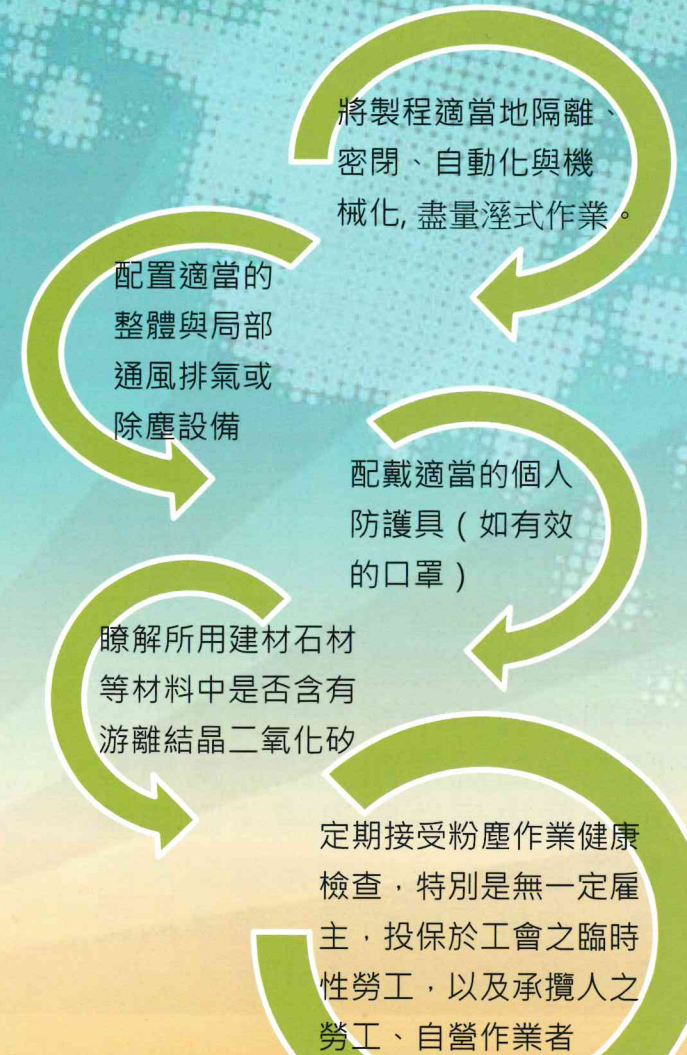 將製程適當地隔離、
密閉、自動化與機
械化, 盡量溼式作業。
配置適當的
整體與局部
通風排氣或
除塵設備
配戴適當的個人
防護具（如有效
的口罩）
瞭解所用建材石材
等材料中是否含有
游離結晶二氧化矽
定期接受粉塵作業健康
檢查，特別是無一定雇
主，投保於工會之臨時
性勞工，以及承攬人之
勞工、自營作業者